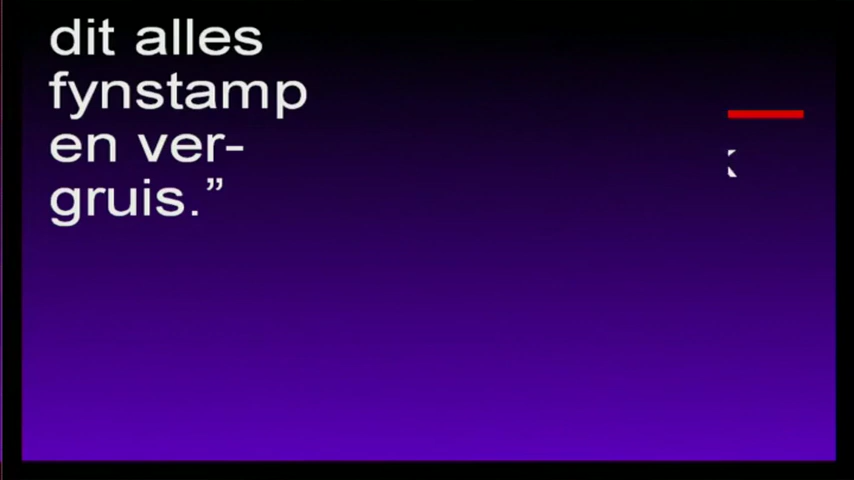 dit alles
fynstamp
en ver-
gruis.”